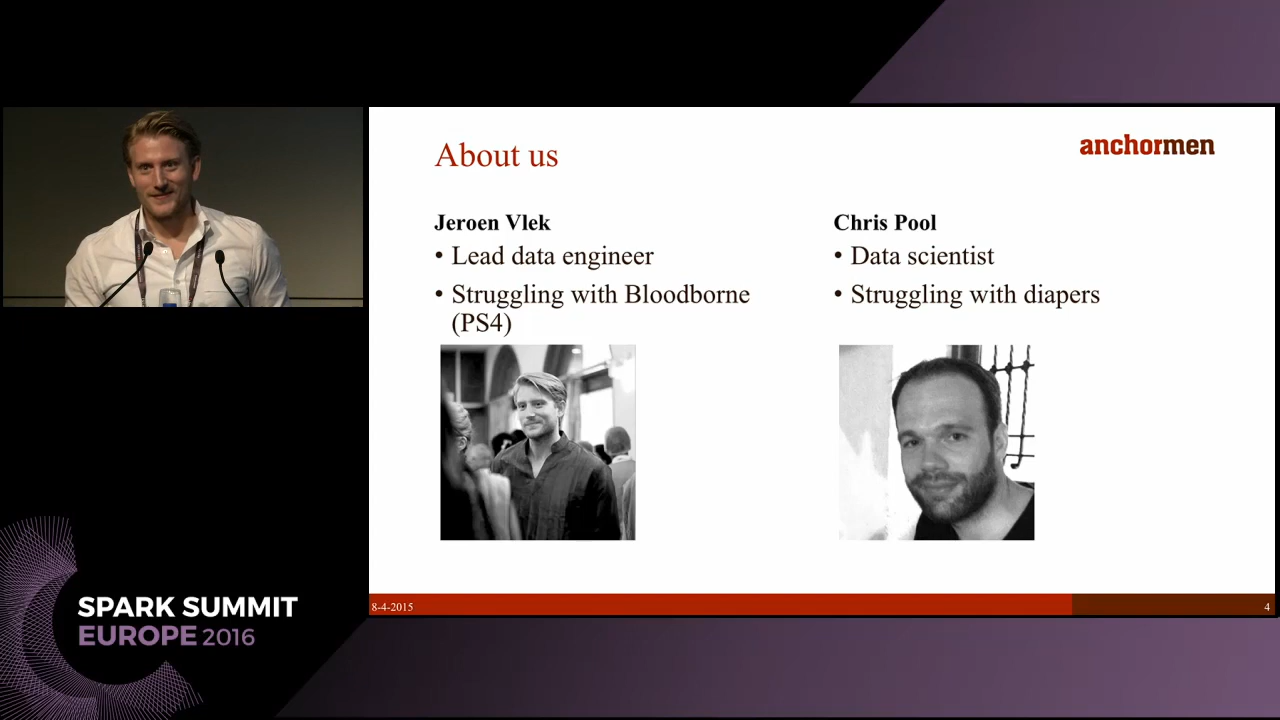 About us
anchormen
Jeroen Vlek
• Lead data engineer
• Struggling with Bloodborne
(PS4)
Chris Pool
• Data scientist
• Struggling with diapers
8-4-2015
4
SPARK SUMMIT
EUROPE 2016